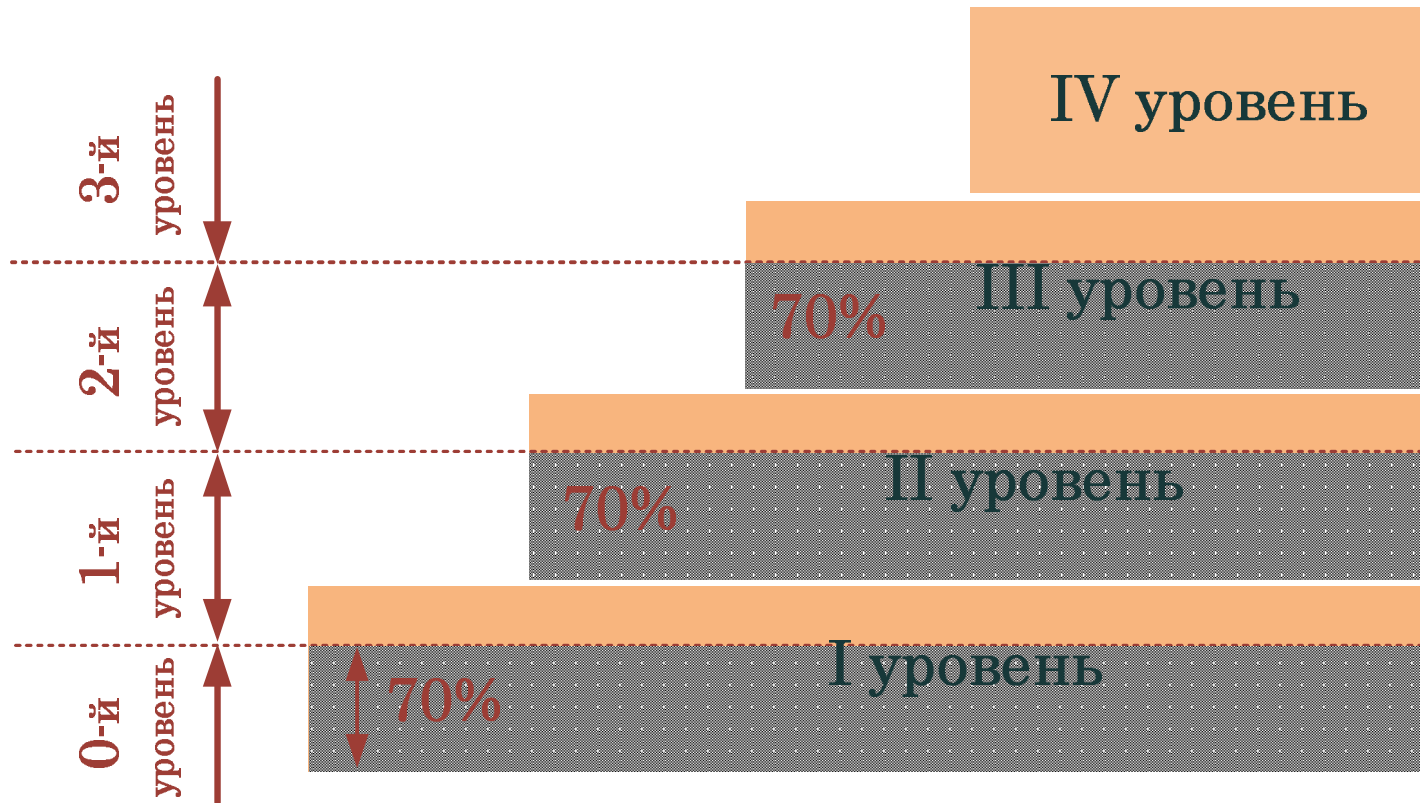 IV уровень
3-й
уровень
III уровень
70%
2-й
уровень
II уровень
70%
1-й
уровень
I уровень
70%
0-й
уровень